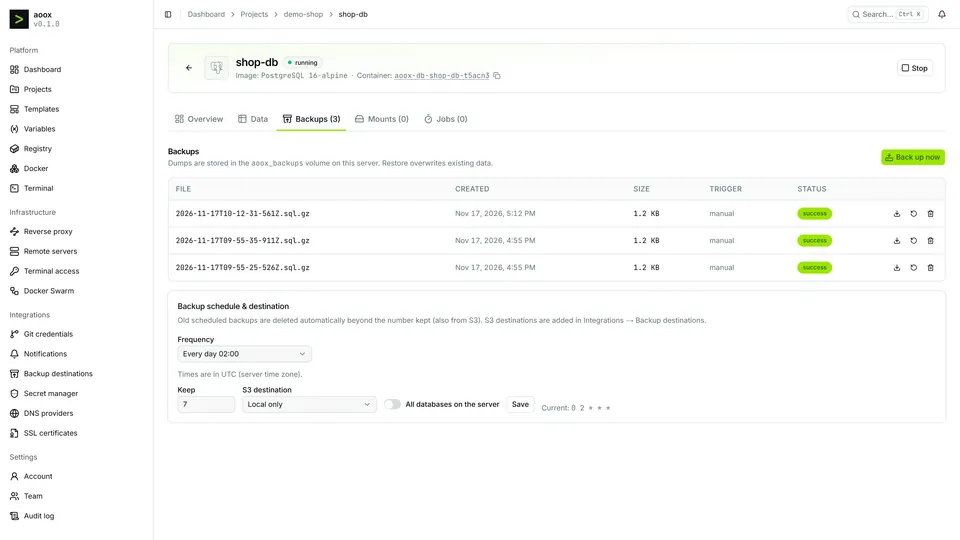 aoox
v0.1.0
Dashboard > Projects > demo-shop > shop-db
Search... Ctrl K
Platform
Dashboard
Projects
Templates
Variables
Registry
Docker
Terminal
Infrastructure
Reverse proxy
Remote servers
Terminal access
Docker Swarm
Integrations
Git credentials
Notifications
Backup destinations
Secret manager
DNS providers
SSL certificates
Settings
Account
Team
Audit log
shop-db running
Image: PostgreSQL 16-alpine · Container: aoox-db-shop-db-t5acn3
Stop
Overview Data Backups (3) Mounts (0) Jobs (0)
Backups
Dumps are stored in the aoox_backups volume on this server. Restore overwrites existing data.
Back up now
FILE CREATED SIZE TRIGGER STATUS
2026-11-17T10-12-31-561Z.sql.gz Nov 17, 2026, 5:12 PM 1.2 KB manual success
2026-11-17T09-55-35-911Z.sql.gz Nov 17, 2026, 4:55 PM 1.2 KB manual success
2026-11-17T09-55-25-526Z.sql.gz Nov 17, 2026, 4:55 PM 1.2 KB manual success
Backup schedule & destination
Old scheduled backups are deleted automatically beyond the number kept (also from S3). S3 destinations are added in Integrations → Backup destinations.
Frequency
Every day 02:00
Times are in UTC (server time zone).
Keep S3 destination
7 Local only All databases on the server Save Current: 0 2 * * *